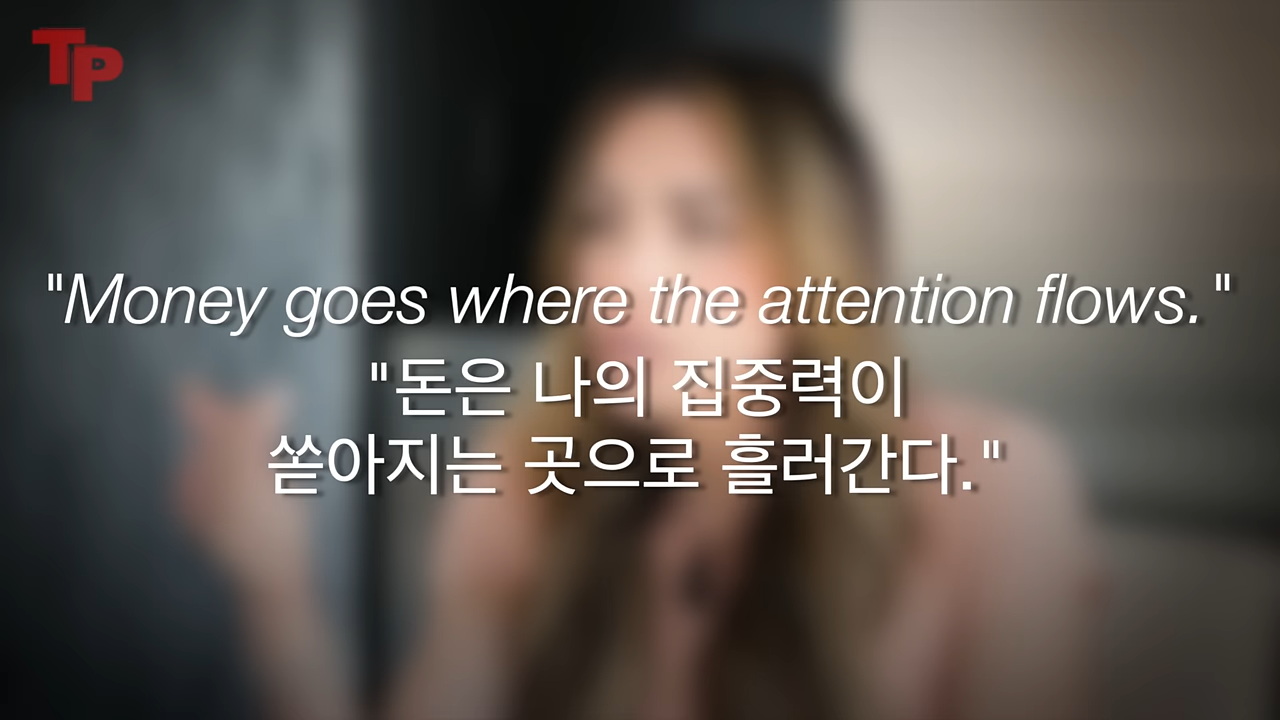 TP
"Money goes where the attention flows."
"돈은 나의 집중력이
쏟아지는 곳으로 흘러간다."